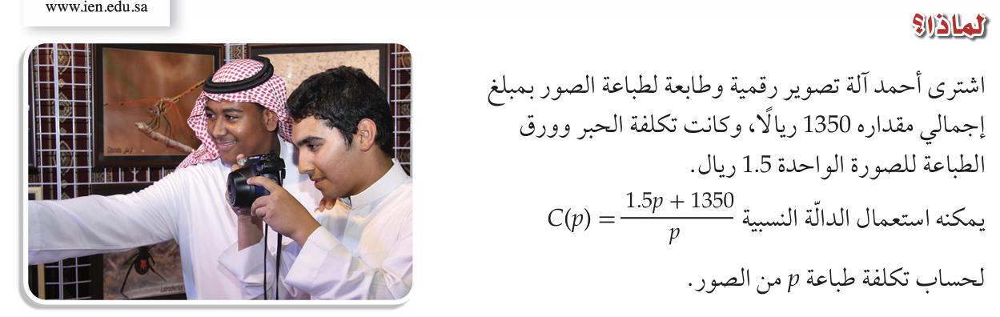 www.ien.edu.sa
لماذا؟
اشترى أحمد آلة تصوير رقمية وطابعة لطباعة الصور بمبلغ
إجمالي مقداره 1350 ريالًا، وكانت تكلفة الحبر وورق
الطباعة للصورة الواحدة 1.5 ريال.
يمكنه استعمال الدالّة النسبية C(p) = (1.5p + 1350)/p
لحساب تكلفة طباعة p من الصور.